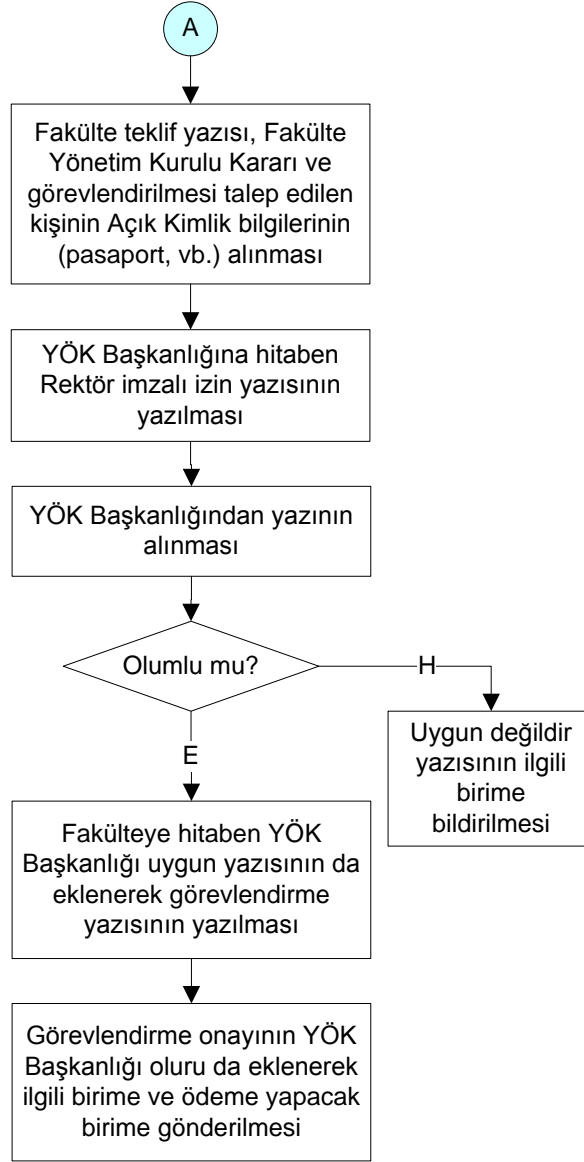 A
Fakülte teklif yazısı, Fakülte
Yönetim Kurulu Kararı ve
görevlendirilmesi talep edilen
kişinin Açık Kimlik bilgilerinin
(pasaport, vb.) alınması
YÖK Başkanlığına hitaben
Rektör imzalı izin yazısının
yazılması
YÖK Başkanlığından yazının
alınması
Olumlu mu?
H
E
Uygun değildir
yazısının ilgili
birime
bildirilmesi
Fakülteye hitaben YÖK
Başkanlığı uygun yazısının da
eklenerek görevlendirme
yazısının yazılması
Görevlendirme onayının YÖK
Başkanlığı oluru da eklenerek
ilgili birime ve ödeme yapacak
birime gönderilmesi